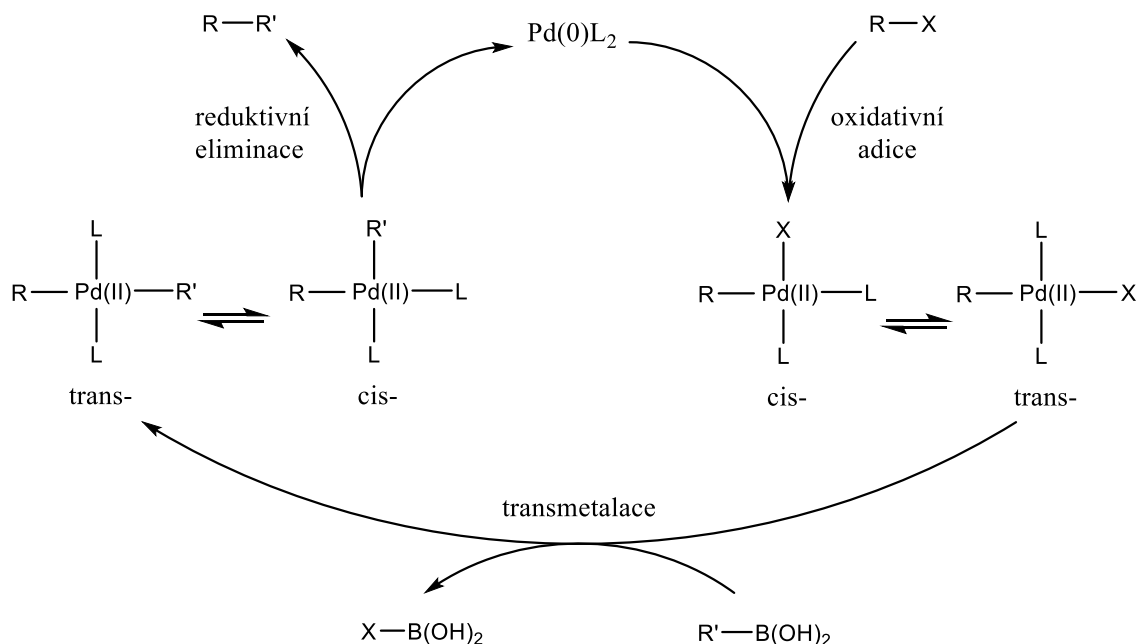 R—R'
Pd(0)L₂
R—X
reduktivní
eliminace
oxidativní
adice
L
R—Pd(II)—R'
L
trans-
R'
R—Pd(II)—L
L
cis-
X
R—Pd(II)—L
L
cis-
L
R—Pd(II)—X
L
trans-
transmetalace
X—B(OH)₂
R'—B(OH)₂